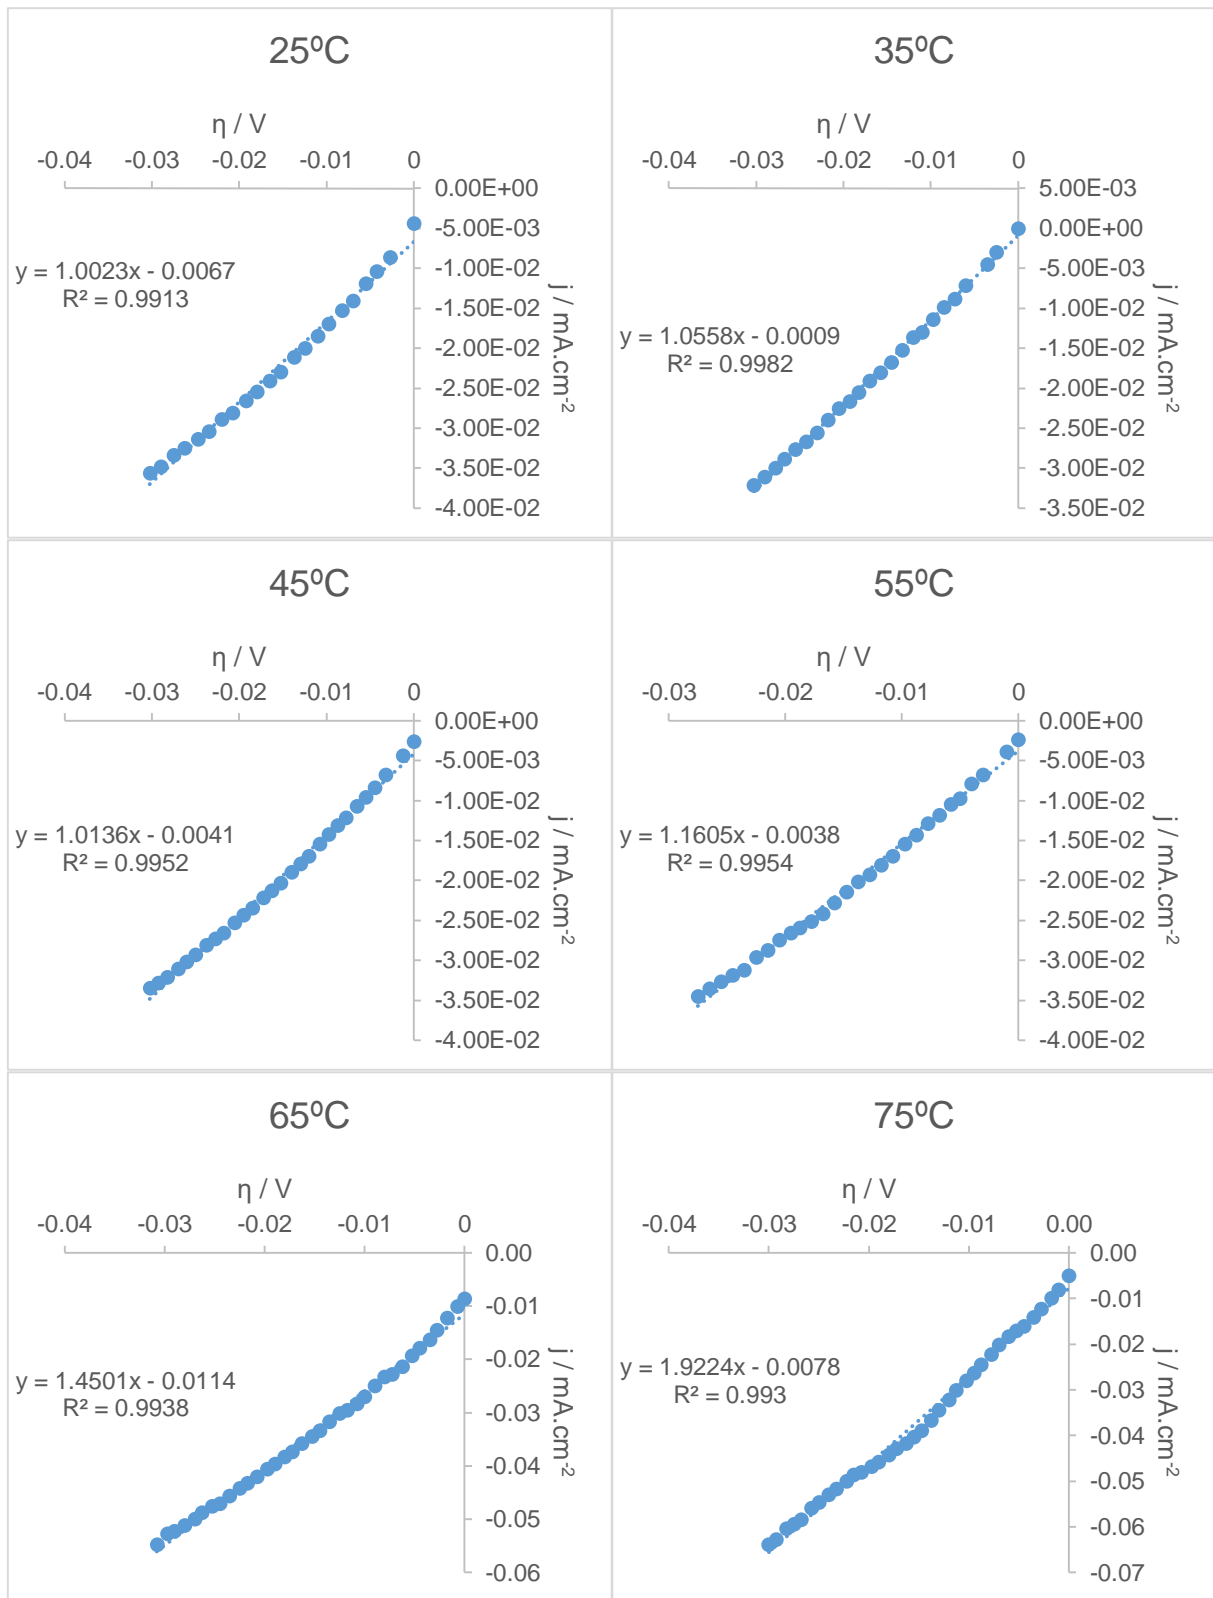 25ºC
η / V
-0.04 -0.03 -0.02 -0.01 0
0.00E+00
-5.00E-03
-1.00E-02
-1.50E-02
-2.00E-02
-2.50E-02
-3.00E-02
-3.50E-02
-4.00E-02
j / mA.cm-2
y = 1.0023x - 0.0067
R² = 0.9913
35ºC
η / V
-0.04 -0.03 -0.02 -0.01 0
5.00E-03
0.00E+00
-5.00E-03
-1.00E-02
-1.50E-02
-2.00E-02
-2.50E-02
-3.00E-02
-3.50E-02
j / mA.cm-2
y = 1.0558x - 0.0009
R² = 0.9982
45ºC
η / V
-0.04 -0.03 -0.02 -0.01 0
0.00E+00
-5.00E-03
-1.00E-02
-1.50E-02
-2.00E-02
-2.50E-02
-3.00E-02
-3.50E-02
-4.00E-02
j / mA.cm-2
y = 1.0136x - 0.0041
R² = 0.9952
55ºC
η / V
-0.03 -0.02 -0.01 0
0.00E+00
-5.00E-03
-1.00E-02
-1.50E-02
-2.00E-02
-2.50E-02
-3.00E-02
-3.50E-02
-4.00E-02
j / mA.cm-2
y = 1.1605x - 0.0038
R² = 0.9954
65ºC
η / V
-0.04 -0.03 -0.02 -0.01 0
0.00
-0.01
-0.02
-0.03
-0.04
-0.05
-0.06
j / mA.cm-2
y = 1.4501x - 0.0114
R² = 0.9938
75ºC
η / V
-0.04 -0.03 -0.02 -0.01 0.00
0.00
-0.01
-0.02
-0.03
-0.04
-0.05
-0.06
-0.07
j / mA.cm-2
y = 1.9224x - 0.0078
R² = 0.993